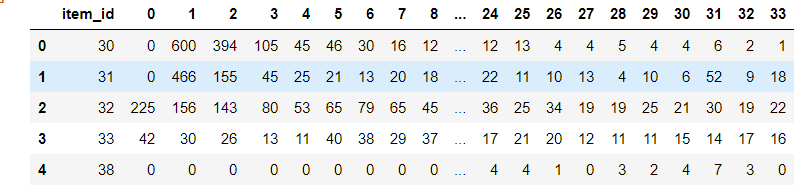 item_id 0 1 2 3 4 5 6 7 8 ... 24 25 26 27 28 29 30 31 32 33
0 30 0 600 394 105 45 46 30 16 12 ... 12 13 4 4 5 4 4 6 2 1
1 31 0 466 155 45 25 21 13 20 18 ... 22 11 10 13 4 10 6 52 9 18
2 32 225 156 143 80 53 65 79 65 45 ... 36 25 34 19 19 25 21 30 19 22
3 33 42 30 26 13 11 40 38 29 37 ... 17 21 20 12 11 11 15 14 17 16
4 38 0 0 0 0 0 0 0 0 0 ... 4 4 1 0 3 2 4 7 3 0